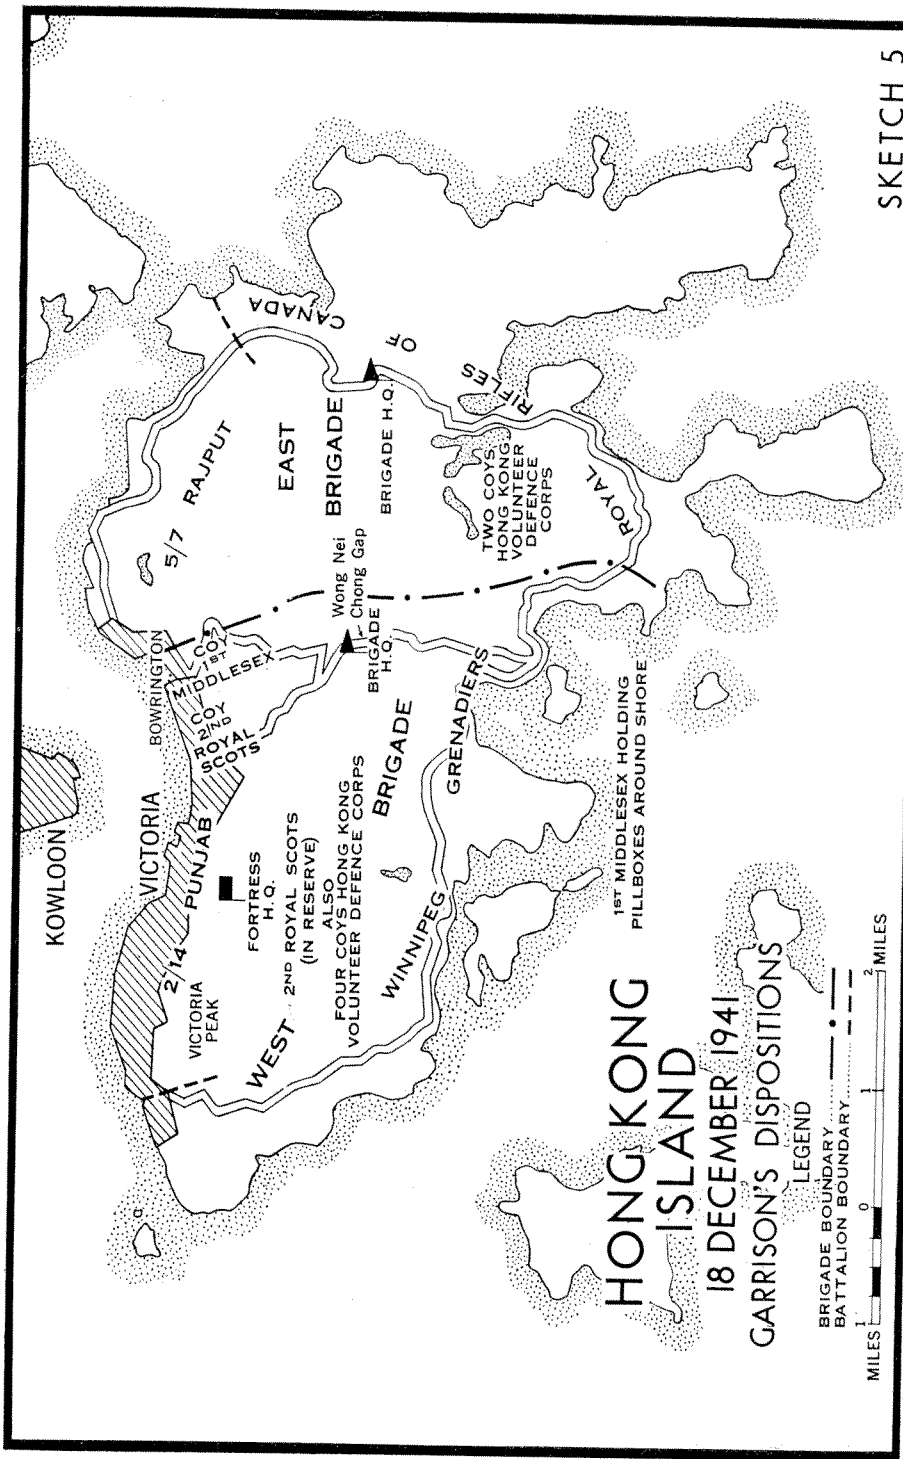 KOWLOON
VICTORIA
BOWRINGTON
2/14 PUNJAB
VICTORIA
PEAK
FORTRESS
H.Q.
COY
2ND
ROYAL
SCOTS
COY
1ST
MIDDLESEX
5/7 RAJPUT
WEST BRIGADE
2ND ROYAL SCOTS
(IN RESERVE)
ALSO
FOUR COYS HONG KONG
VOLUNTEER DEFENCE CORPS
BRIGADE
H.Q.
Wong Nei
Chong Gap
EAST
BRIGADE
BRIGADE H.Q.
WINNIPEG GRENADIERS
TWO COYS,
HONG KONG
VOLUNTEER
DEFENCE
CORPS
ROYAL RIFLES OF CANADA
1ST MIDDLESEX HOLDING
PILLBOXES AROUND SHORE
HONG KONG
ISLAND
18 DECEMBER 1941
GARRISON'S DISPOSITIONS
LEGEND
BRIGADE BOUNDARY
BATTALION BOUNDARY
MILES 1 0 1 2 MILES
SKETCH 5